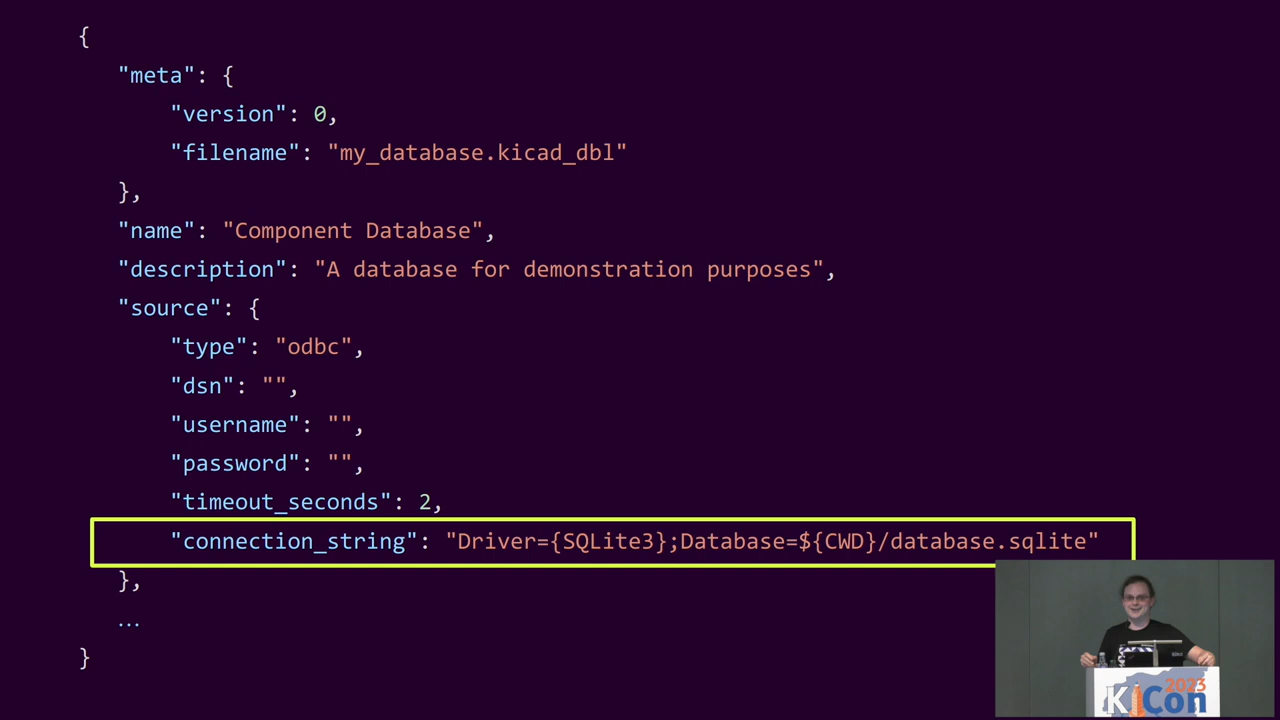 {
"meta": {
"version": 0,
"filename": "my_database.kicad_dbl"
},
"name": "Component Database",
"description": "A database for demonstration purposes",
"source": {
"type": "odbc",
"dsn": "",
"username": "",
"password": "",
"timeout_seconds": 2,
"connection_string": "Driver={SQLite3};Database=${CWD}/database.sqlite"
},
...
}
2023
KiCon